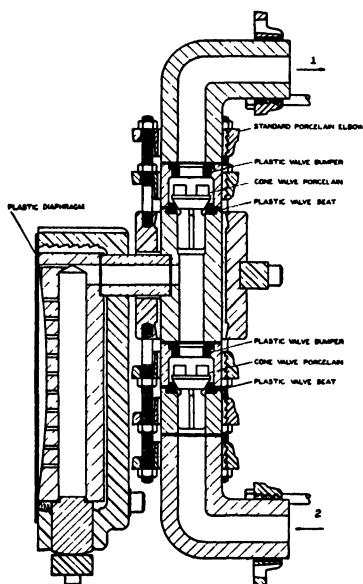 1
STANDARD PORCELAIN ELBOW
PLASTIC VALVE BUMPER
CONE VALVE PORCELAIN
PLASTIC VALVE SEAT
PLASTIC DIAPHRAGM
PLASTIC VALVE BUMPER
CONE VALVE PORCELAIN
PLASTIC VALVE SEAT
2